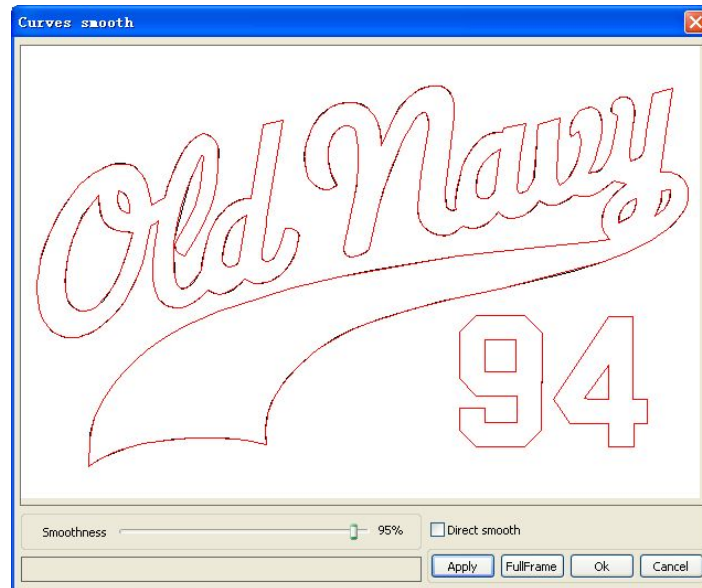 Curves smooth
Old Navy
94
Smoothness 95% Direct smooth
Apply FullFrame Ok Cancel